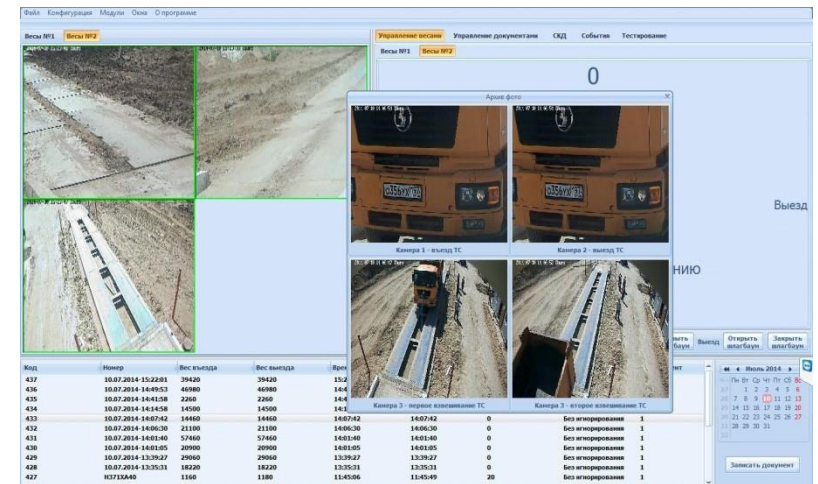 Файл Конфигурация Модули Окна О программе
Весы №1 Весы №2
Управление весами Управление документами СКД События Тестирование
Весы №1 Весы №2
0
Архив фото
О356УХ
Камера 1 - въезд ТС Камера 2 - выезд ТС
Выезд
нию
Выезд Открыть шлагбаум Закрыть шлагбаум
Камера 3 - первое взвешивание ТС Камера 3 - второе взвешивание ТС
Код Номер Вес въезда Вес выезда
437 10.07.2014-15:22:01 39420 39420
436 10.07.2014-14:49:53 46980 46980
435 10.07.2014-14:41:58 2260 2260
434 10.07.2014-14:14:58 14500 14500
433 10.07.2014-14:07:42 14460 14460 14:07:42 14:07:42 0 Без игнорирования 1
432 10.07.2014-14:06:30 21100 21100 14:06:30 14:06:30 0 Без игнорирования 1
431 10.07.2014-14:01:40 57460 57460 14:01:40 14:01:40 0 Без игнорирования 1
430 10.07.2014-14:01:05 20900 20900 14:01:05 14:01:05 0 Без игнорирования 1
429 10.07.2014-13:39:27 29060 29060 13:39:27 13:39:27 0 Без игнорирования 1
428 10.07.2014-13:35:31 18220 18220 13:35:31 13:35:31 0 Без игнорирования 1
427 Н371ХА40 1160 1180 11:45:06 11:45:49 20 Без игнорирования 1
Июль 2014
Пн Вт Ср Чт Пт Сб Вс
1 2 3 4 5 6
7 8 9 10 11 12 13
14 15 16 17 18 19 20
21 22 23 24 25 26 27
28 29 30 31
Записать документ